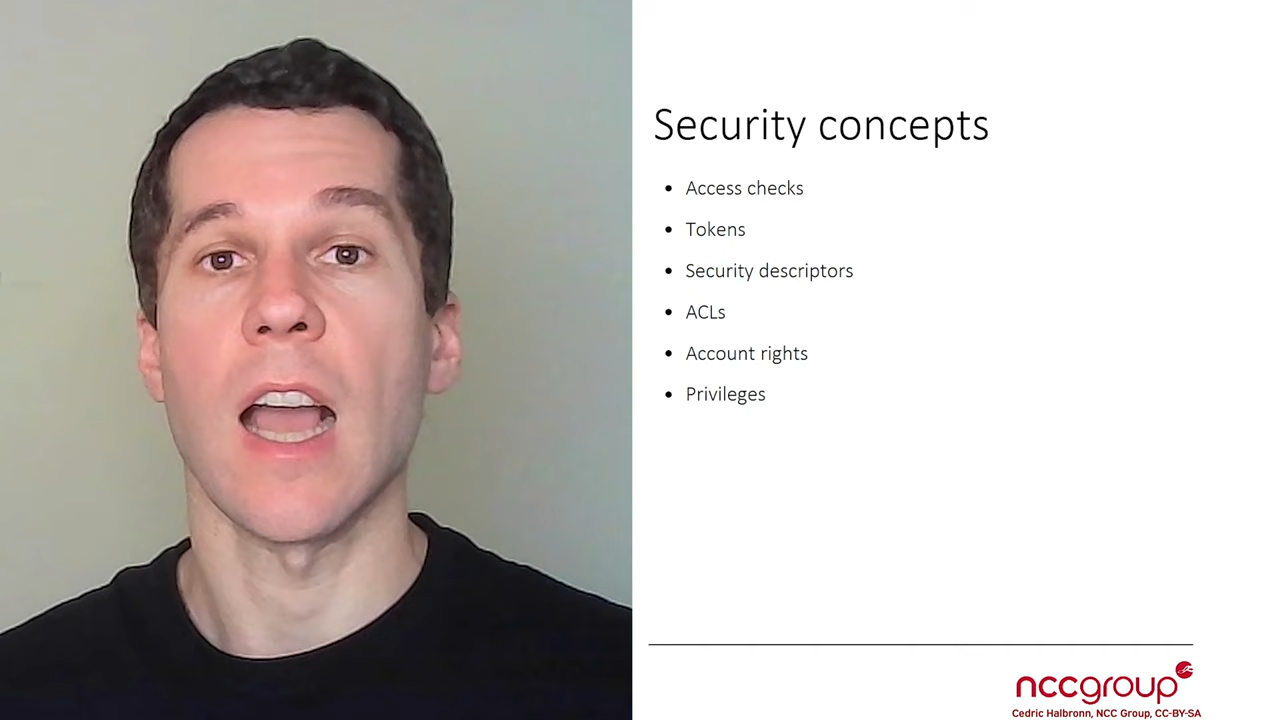 Security concepts
Access checks
Tokens
Security descriptors
ACLs
Account rights
Privileges
nccgroup
Cedric Halbronn, NCC Group, CC-BY-SA